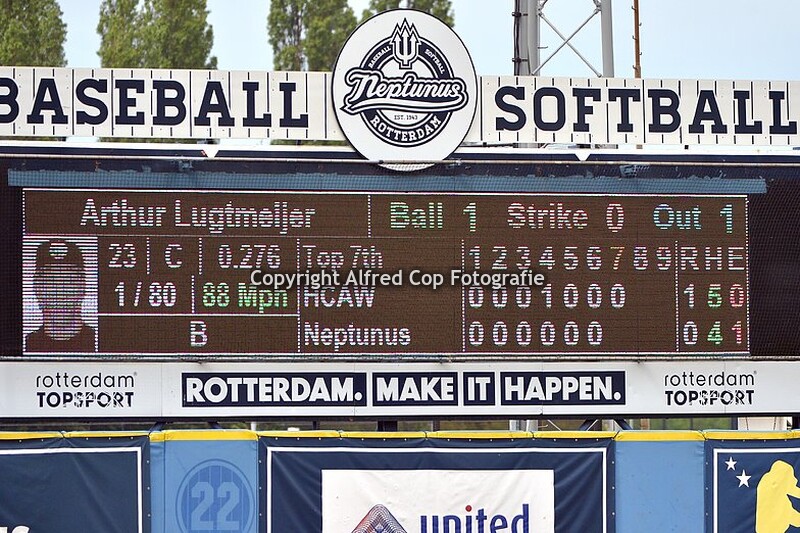 BASEBALL
BASEBALL SOFTBALL
Neptunus
EST. 1943
ROTTERDAM
SOFTBALL
Arthur Lugtmeijer Ball 1 Strike 0 Out 1
23 C 0.276 Top 7th 1 2 3 4 5 6 7 8 9 R H E
Copyright Alfred Cop Fotografie
1 / 80 88 Mph HCAW 0 0 0 1 0 0 0 1 5 0
B Neptunus 0 0 0 0 0 0 0 4 1
rotterdam
TOPSPORT
ROTTERDAM. MAKE IT HAPPEN.
rotterdam
TOPSPORT
22
united